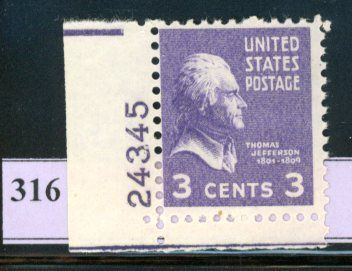 UNITED
STATES
POSTAGE
THOMAS
JEFFERSON
1801-1809
3 CENTS 3
24345
316